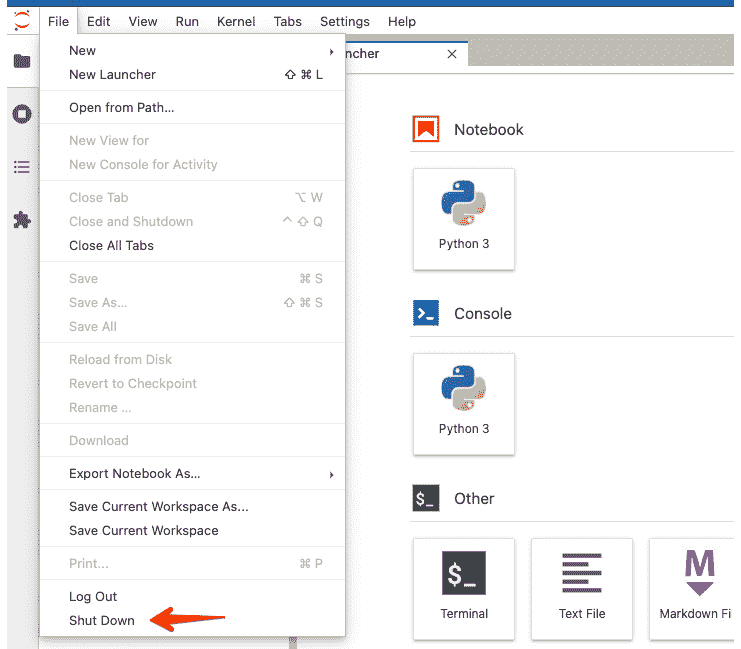 File Edit View Run Kernel Tabs Settings Help
New
New Launcher ⇧ ⌘ L
Open from Path...
New View for
New Console for Activity
Close Tab ⌥ W
Close and Shutdown ^ ⇧ Q
Close All Tabs
Save ⌘ S
Save As... ⇧ ⌘ S
Save All
Reload from Disk
Revert to Checkpoint
Rename ...
Download
Export Notebook As...
Save Current Workspace As...
Save Current Workspace
Print... ⌘ P
Log Out
Shut Down
ncher
Notebook
Python 3
Console
Python 3
$_ Other
$_
Terminal
Text File
M
Markdown Fi